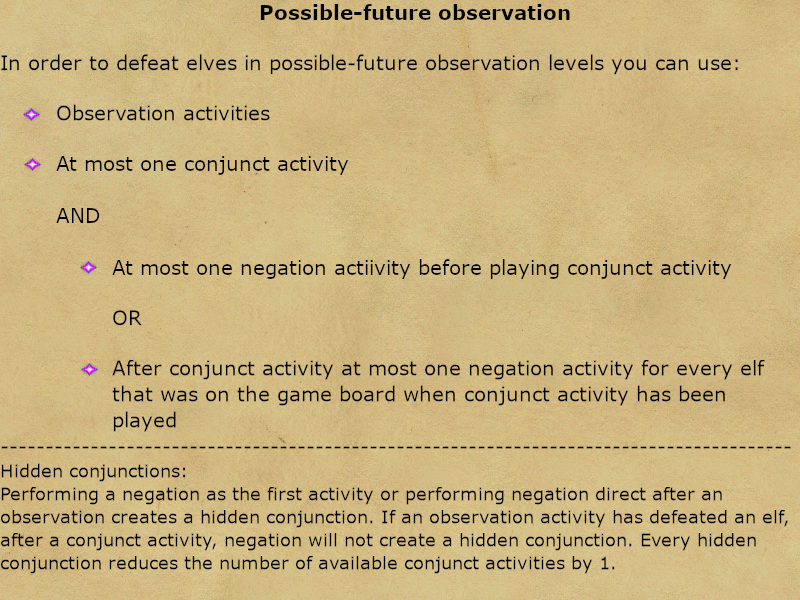 Possible-future observation
In order to defeat elves in possible-future observation levels you can use:
Observation activities
At most one conjunct activity
AND
At most one negation actiivity before playing conjunct activity
OR
After conjunct activity at most one negation activity for every elf
that was on the game board when conjunct activity has been
played
----------------------------------------------------------------------------------------
Hidden conjunctions:
Performing a negation as the first activity or performing negation direct after an
observation creates a hidden conjunction. If an observation activity has defeated an elf,
after a conjunct activity, negation will not create a hidden conjunction. Every hidden
conjunction reduces the number of available conjunct activities by 1.